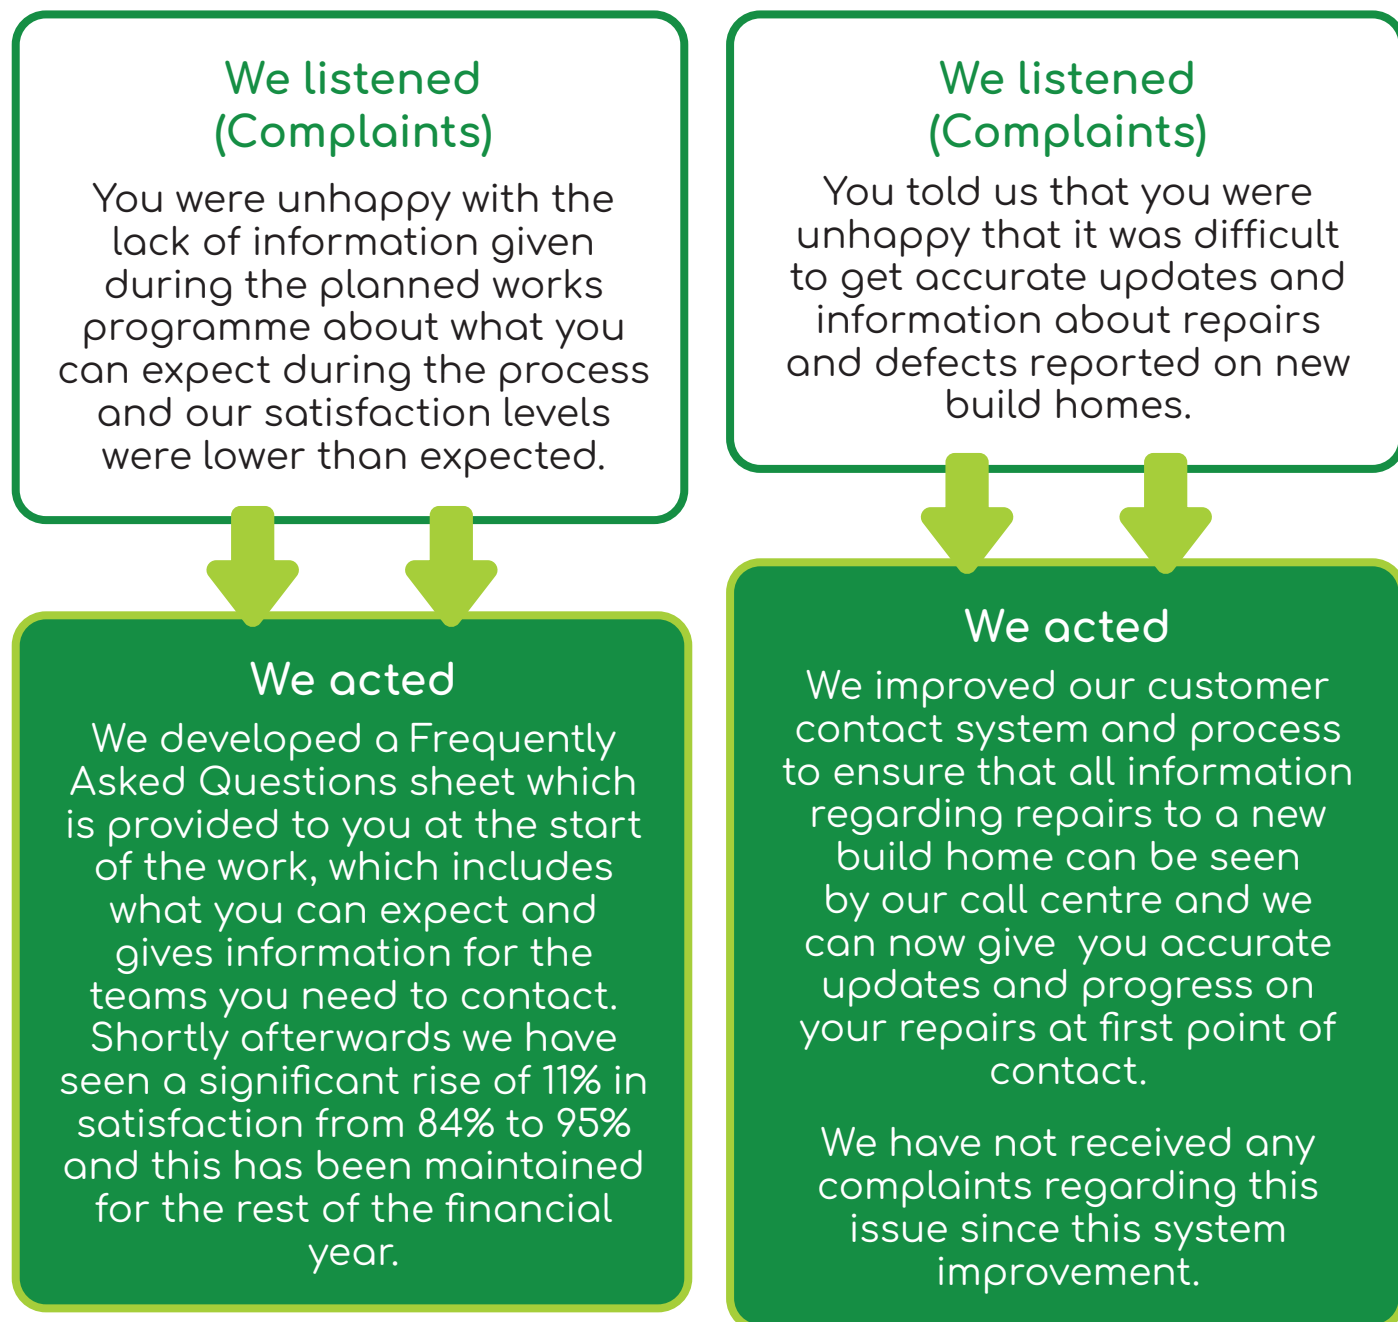 We listened
(Complaints)
You were unhappy with the
lack of information given
during the planned works
programme about what you
can expect during the process
and our satisfaction levels
were lower than expected.
We acted
We developed a Frequently
Asked Questions sheet which
is provided to you at the start
of the work, which includes
what you can expect and
gives information for the
teams you need to contact.
Shortly afterwards we have
seen a significant rise of 11% in
satisfaction from 84% to 95%
and this has been maintained
for the rest of the financial
year.
We listened
(Complaints)
You told us that you were
unhappy that it was difficult
to get accurate updates and
information about repairs
and defects reported on new
build homes.
We acted
We improved our customer
contact system and process
to ensure that all information
regarding repairs to a new
build home can be seen
by our call centre and we
can now give  you accurate
updates and progress on
your repairs at first point of
contact.
We have not received any
complaints regarding this
issue since this system
improvement.